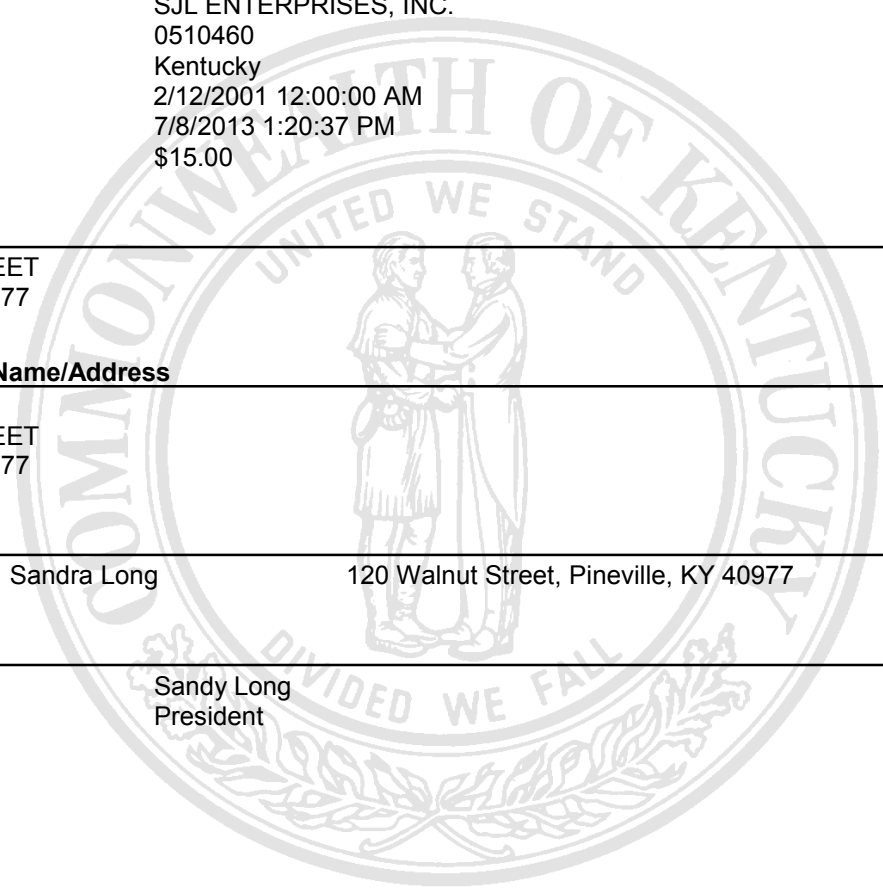 SJL ENTERPRISES, INC.
0510460
Kentucky
2/12/2001 12:00:00 AM
7/8/2013 1:20:37 PM
$15.00
COMMONWEALTH OF KENTUCKY
UNITED WE STAND
EET
77
Name/Address
EET
77
Sandra Long 120 Walnut Street, Pineville, KY 40977
DIVIDED WE FALL
Sandy Long
President